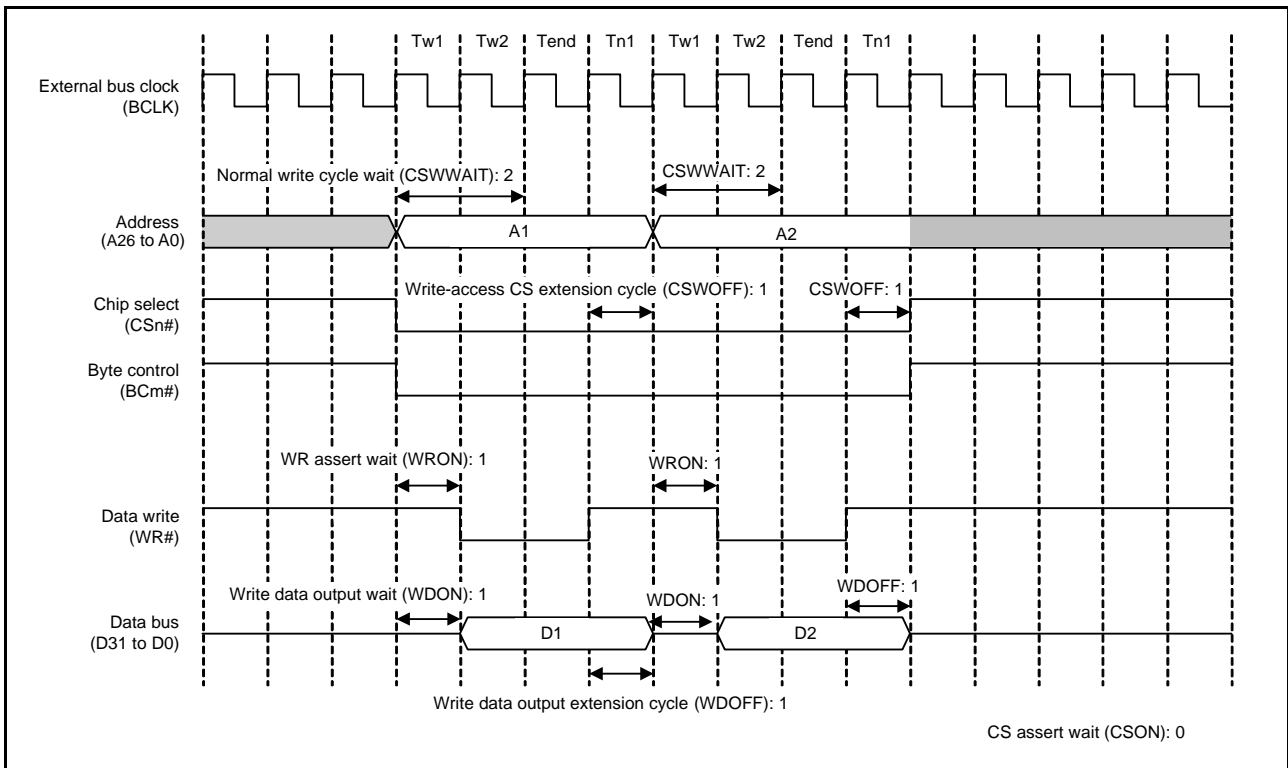 Tw1 Tw2 Tend Tn1 Tw1 Tw2 Tend Tn1
External bus clock
(BCLK)
Normal write cycle wait (CSWWAIT): 2
CSWWAIT: 2
Address
(A26 to A0)
A1
A2
Write-access CS extension cycle (CSWOFF): 1
CSWOFF: 1
Chip select
(CSn#)
Byte control
(BCm#)
WR assert wait (WRON): 1
WRON: 1
Data write
(WR#)
Write data output wait (WDON): 1
WDON: 1
WDOFF: 1
Data bus
(D31 to D0)
D1
D2
Write data output extension cycle (WDOFF): 1
CS assert wait (CSON): 0